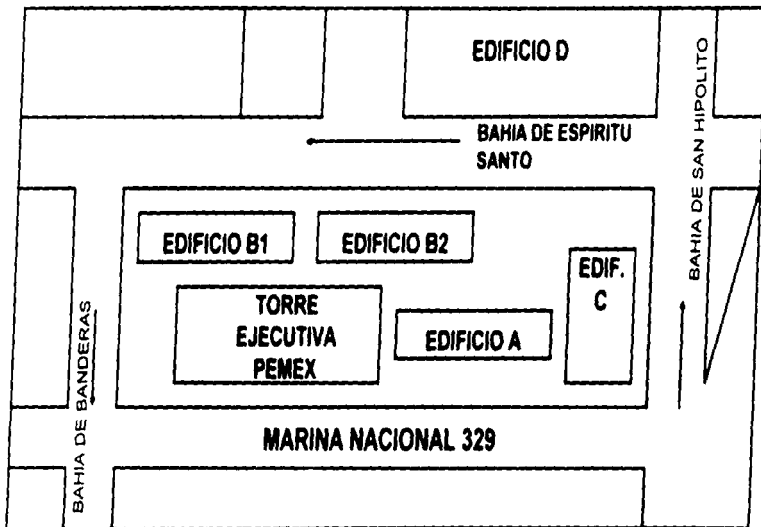 EDIFICIO D
BAHIA DE SAN HIPOLITO
BAHIA DE ESPIRITU
SANTO
EDIFICIO B1
EDIFICIO B2
EDIF.
C
TORRE
EJECUTIVA
PEMEX
EDIFICIO A
BAHIA DE BANDERAS
MARINA NACIONAL 329